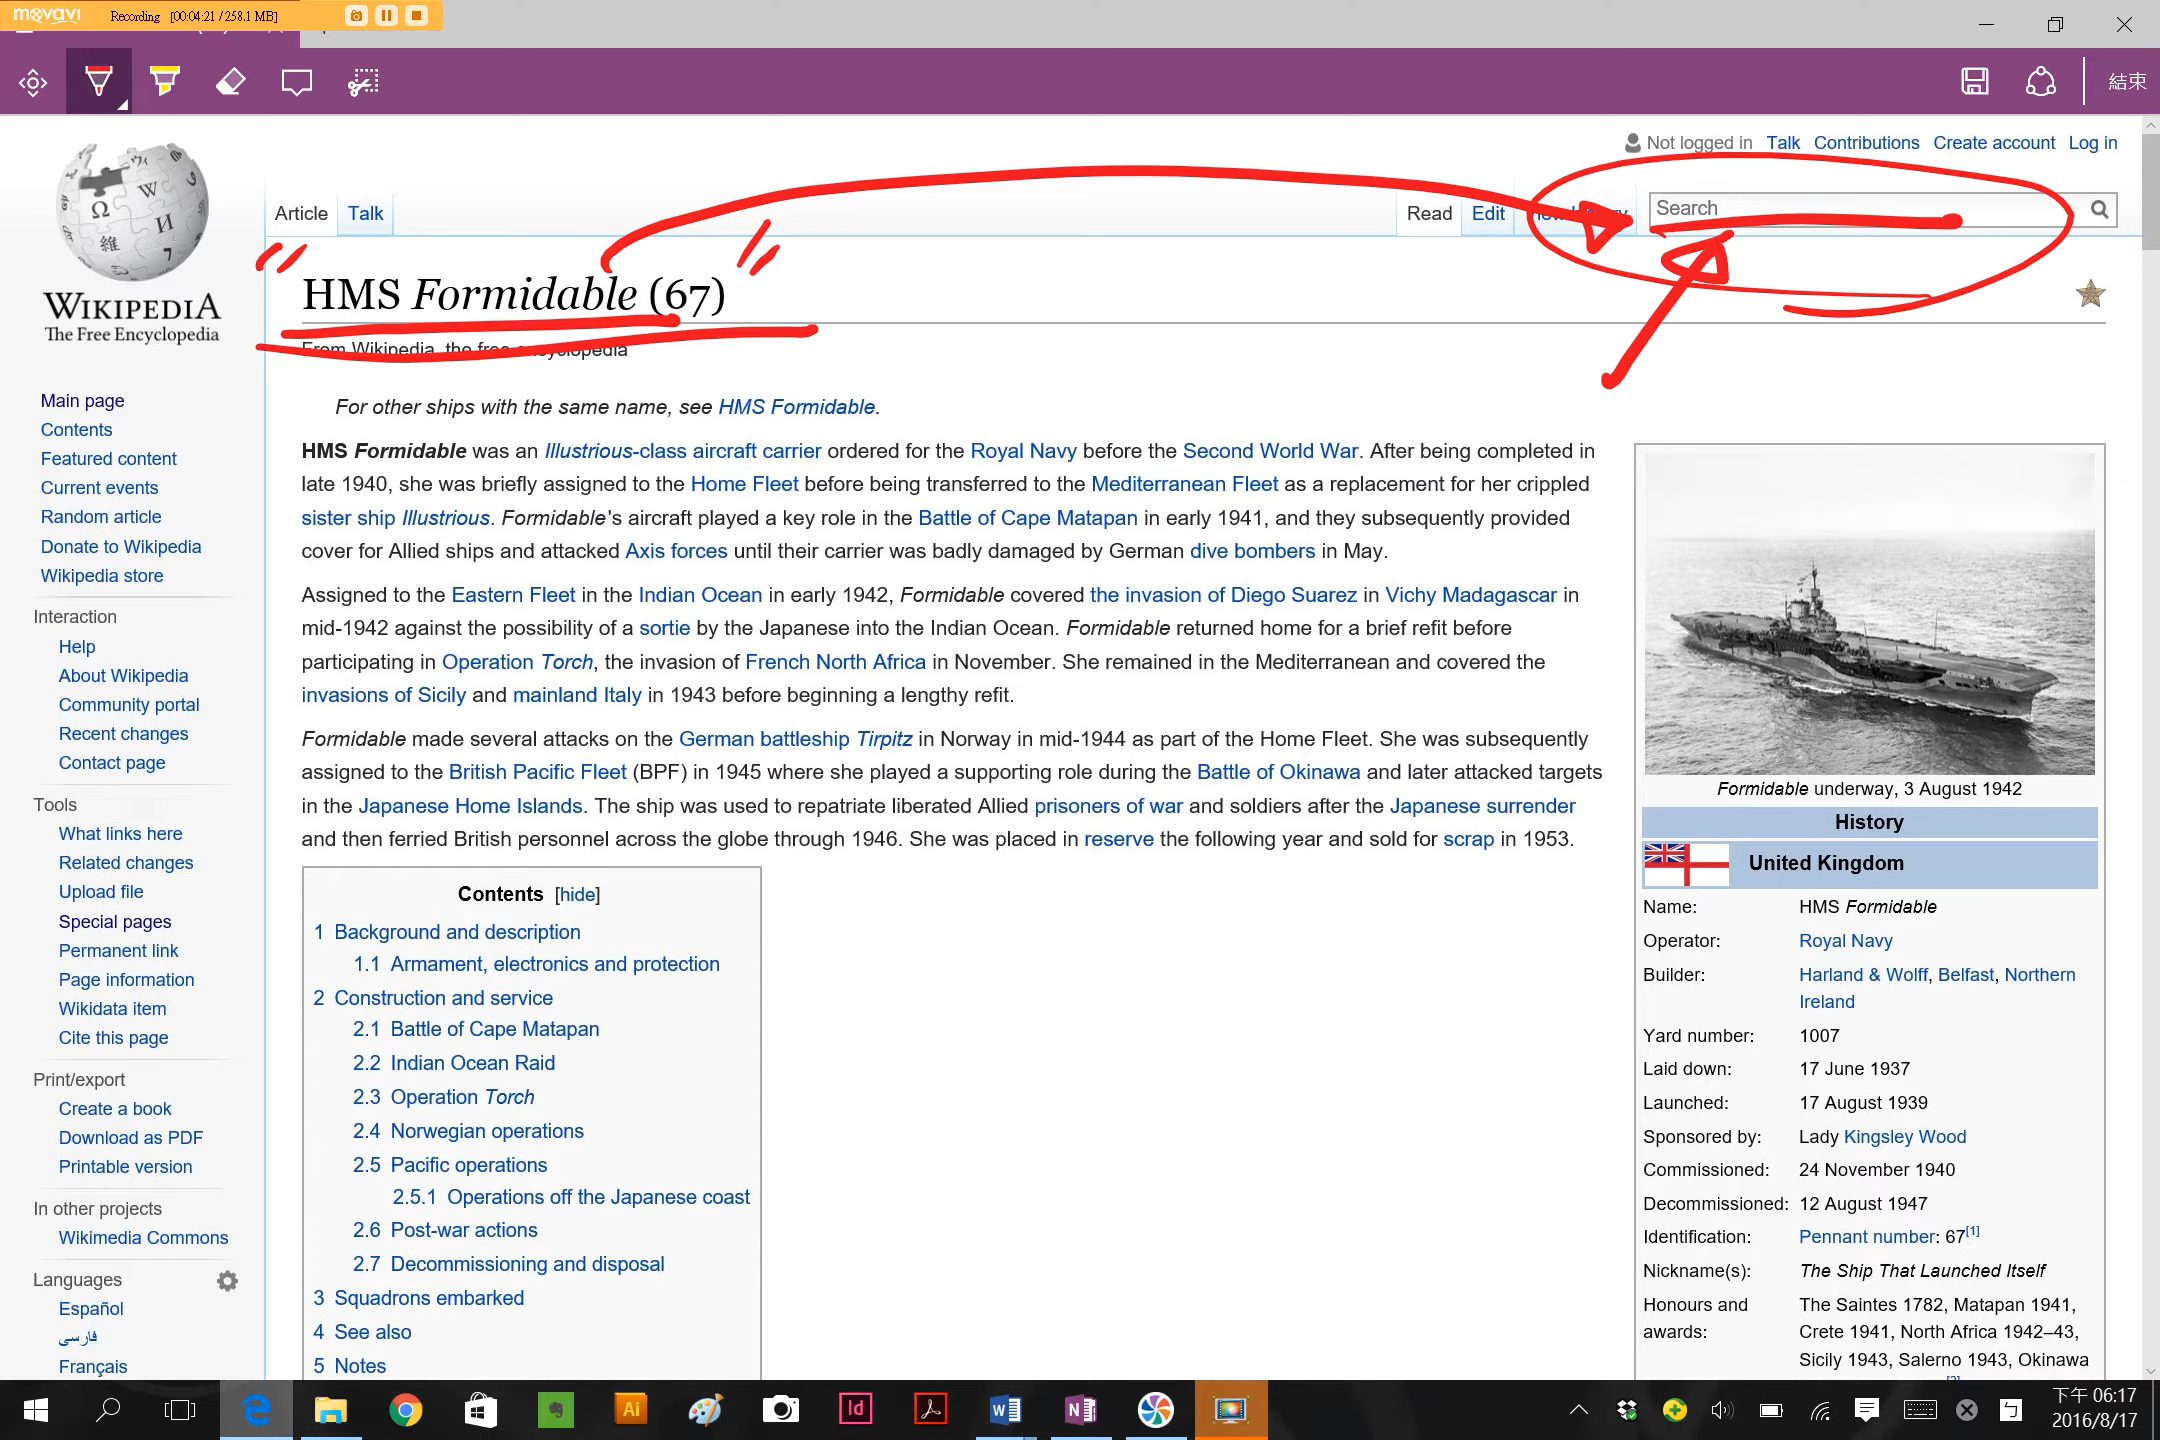 movavi Recording [00:04:21 / 258.1 MB]
結束
Not logged in Talk Contributions Create account Log in
Article Talk Read Edit Search
WIKIPEDIA
The Free Encyclopedia
HMS Formidable (67)
From Wikipedia, the free encyclopedia
For other ships with the same name, see HMS Formidable.
HMS Formidable was an Illustrious-class aircraft carrier ordered for the Royal Navy before the Second World War. After being completed in
late 1940, she was briefly assigned to the Home Fleet before being transferred to the Mediterranean Fleet as a replacement for her crippled
sister ship Illustrious. Formidable's aircraft played a key role in the Battle of Cape Matapan in early 1941, and they subsequently provided
cover for Allied ships and attacked Axis forces until their carrier was badly damaged by German dive bombers in May.
Assigned to the Eastern Fleet in the Indian Ocean in early 1942, Formidable covered the invasion of Diego Suarez in Vichy Madagascar in
mid-1942 against the possibility of a sortie by the Japanese into the Indian Ocean. Formidable returned home for a brief refit before
participating in Operation Torch, the invasion of French North Africa in November. She remained in the Mediterranean and covered the
invasions of Sicily and mainland Italy in 1943 before beginning a lengthy refit.
Formidable made several attacks on the German battleship Tirpitz in Norway in mid-1944 as part of the Home Fleet. She was subsequently
assigned to the British Pacific Fleet (BPF) in 1945 where she played a supporting role during the Battle of Okinawa and later attacked targets
in the Japanese Home Islands. The ship was used to repatriate liberated Allied prisoners of war and soldiers after the Japanese surrender
and then ferried British personnel across the globe through 1946. She was placed in reserve the following year and sold for scrap in 1953.
Main page
Contents
Featured content
Current events
Random article
Donate to Wikipedia
Wikipedia store
Interaction
Help
About Wikipedia
Community portal
Recent changes
Contact page
Tools
What links here
Related changes
Upload file
Special pages
Permanent link
Page information
Wikidata item
Cite this page
Print/export
Create a book
Download as PDF
Printable version
In other projects
Wikimedia Commons
Languages
Español
فارسی
Français
Contents [hide]
1 Background and description
1.1 Armament, electronics and protection
2 Construction and service
2.1 Battle of Cape Matapan
2.2 Indian Ocean Raid
2.3 Operation Torch
2.4 Norwegian operations
2.5 Pacific operations
2.5.1 Operations off the Japanese coast
2.6 Post-war actions
2.7 Decommissioning and disposal
3 Squadrons embarked
4 See also
5 Notes
Formidable underway, 3 August 1942
History
United Kingdom
Name: HMS Formidable
Operator: Royal Navy
Builder: Harland & Wolff, Belfast, Northern
Ireland
Yard number: 1007
Laid down: 17 June 1937
Launched: 17 August 1939
Sponsored by: Lady Kingsley Wood
Commissioned: 24 November 1940
Decommissioned: 12 August 1947
Identification: Pennant number: 67[1]
Nickname(s): The Ship That Launched Itself
Honours and The Saintes 1782, Matapan 1941,
awards: Crete 1941, North Africa 1942–43,
Sicily 1943, Salerno 1943, Okinawa
Ai Id W N ㄅ
下午 06:17
2016/8/17